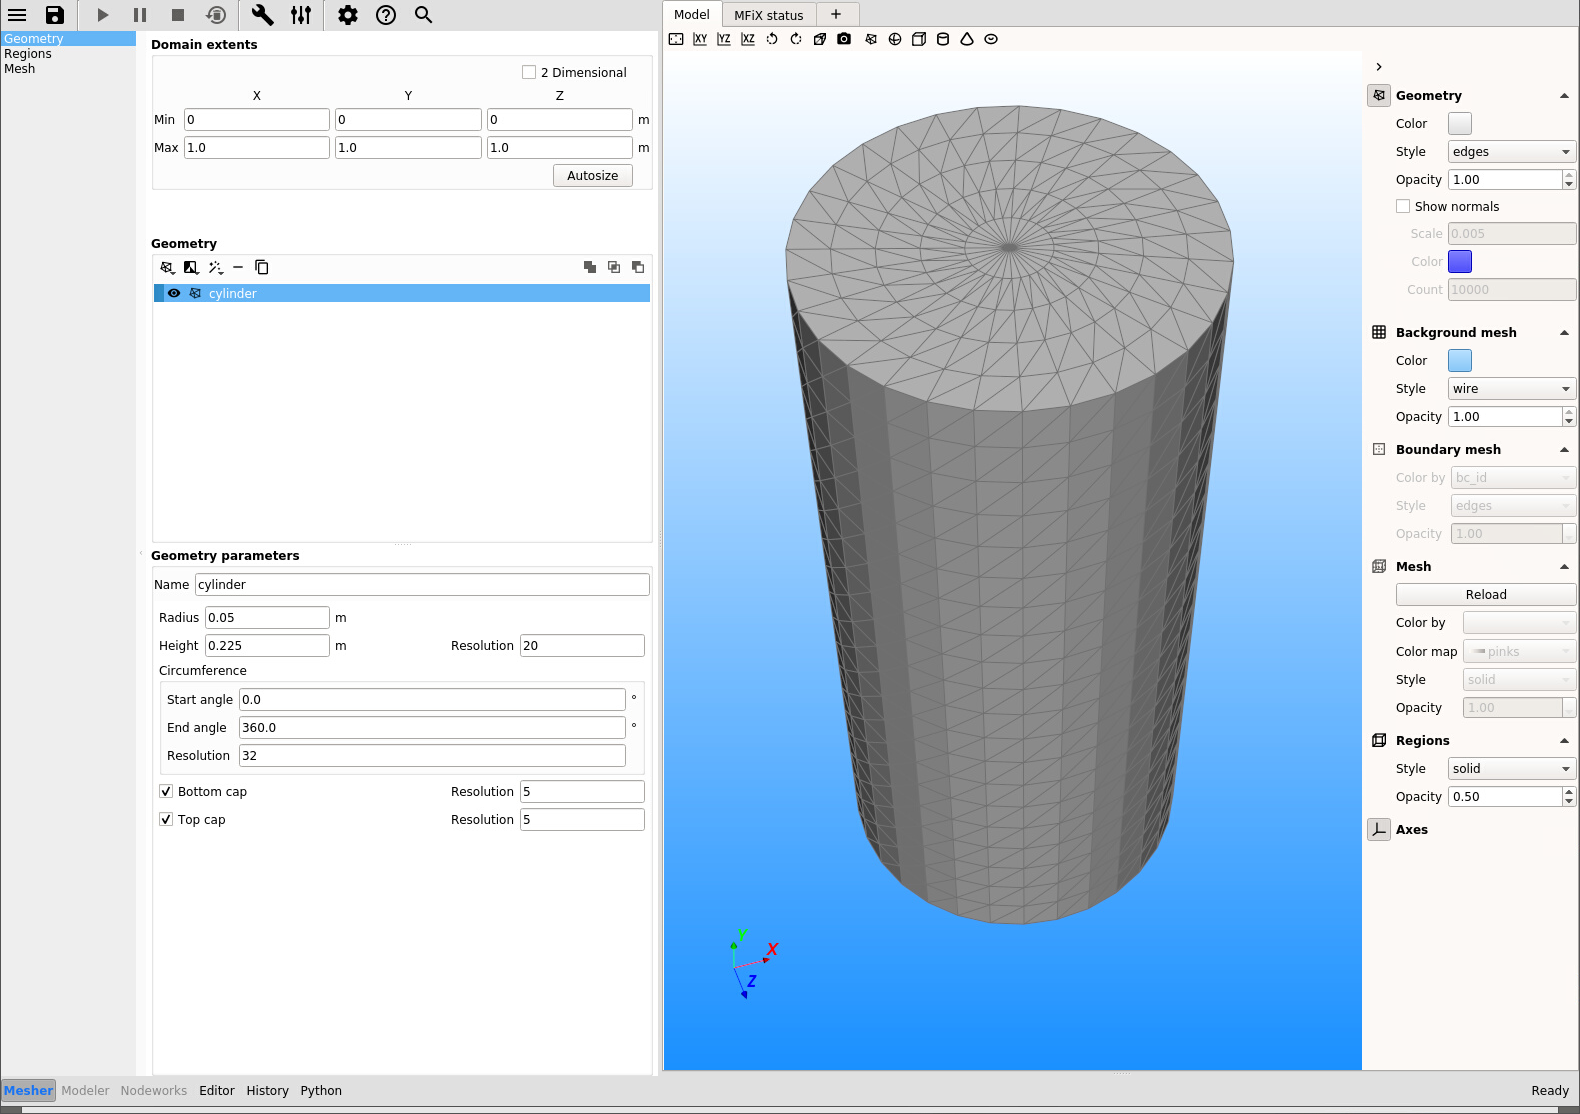 Model
MFiX status
+
XY
YZ
XZ
Geometry
Regions
Mesh
Domain extents
2 Dimensional
X Y Z
Min 0 0 0 m
Max 1.0 1.0 1.0 m
Autosize
Geometry
cylinder
Geometry parameters
Name cylinder
Radius 0.05 m
Height 0.225 m Resolution 20
Circumference
Start angle 0.0 °
End angle 360.0 °
Resolution 32
Bottom cap Resolution 5
Top cap Resolution 5
Y
X
Z
Geometry
Color
Style edges
Opacity 1.00
Show normals
Scale 0.005
Color
Count 10000
Background mesh
Color
Style wire
Opacity 1.00
Boundary mesh
Color by bc_id
Style edges
Opacity 1.00
Mesh
Reload
Color by
Color map pinks
Style solid
Opacity 1.00
Regions
Style solid
Opacity 0.50
Axes
Mesher Modeler Nodeworks Editor History Python Ready